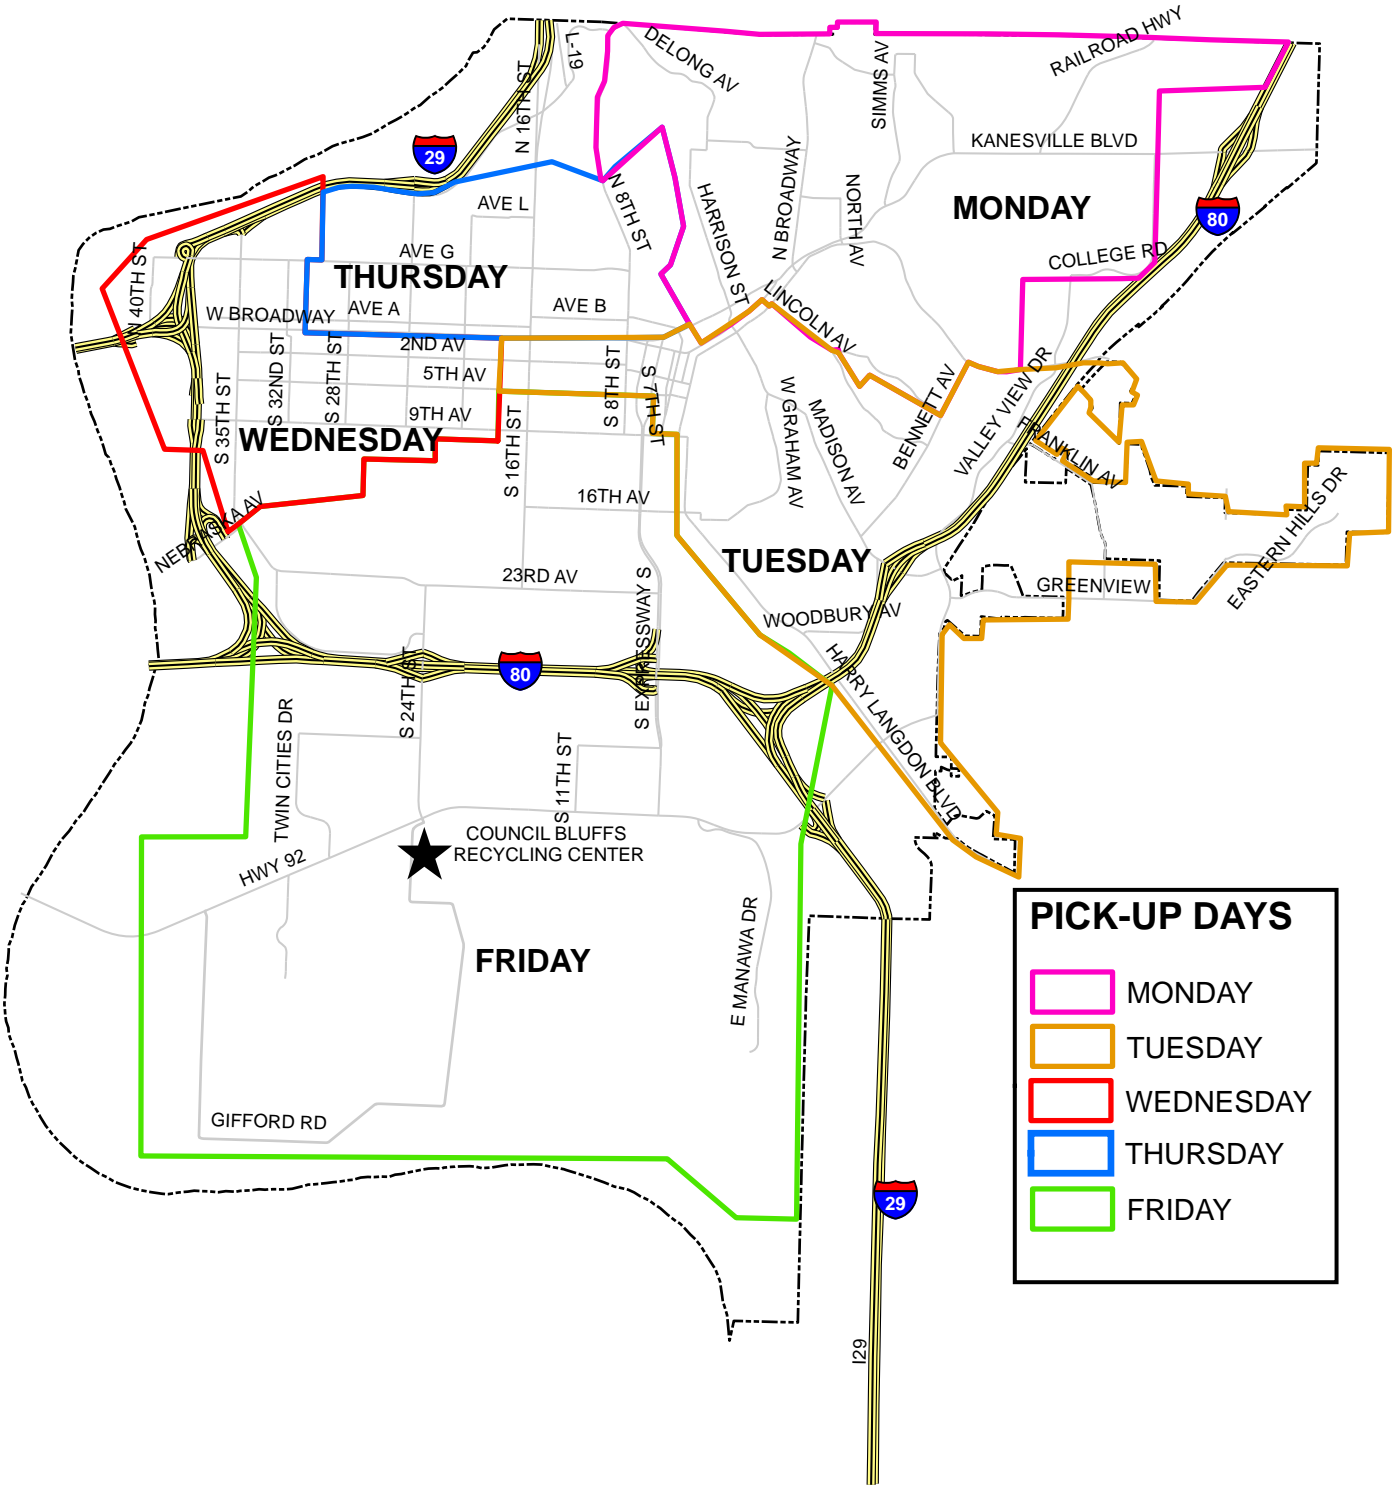 DELONG AV
RAILROAD HWY
L-19
SIMMS AV
N 16TH ST
29
KANESVILLE BLVD
N BROADWAY
HARRISON ST
NORTH AV
N 8TH ST
AVE L
MONDAY
80
AVE G
COLLEGE RD
N 40TH ST
THURSDAY
AVE A
AVE B
W BROADWAY
LINCOLN AV
2ND AV
5TH AV
9TH AV
S 35TH ST
S 32ND ST
S 28TH ST
S 8TH ST
S 7TH ST
S 16TH ST
W GRAHAM AV
MADISON AV
BENNETT AV
VALLEY VIEW DR
FRANKLIN AV
WEDNESDAY
16TH AV
NEBRASKA AV
EASTERN HILLS DR
TUESDAY
23RD AV
GREENVIEW
WOODBURY AV
S EXPRESSWAY S
80
S 24TH ST
HARRY LANGDON BLVD
TWIN CITIES DR
S 11TH ST
COUNCIL BLUFFS
RECYCLING CENTER
HWY 92
E MANAWA DR
FRIDAY
PICK-UP DAYS
MONDAY
TUESDAY
WEDNESDAY
THURSDAY
FRIDAY
GIFFORD RD
29
I29